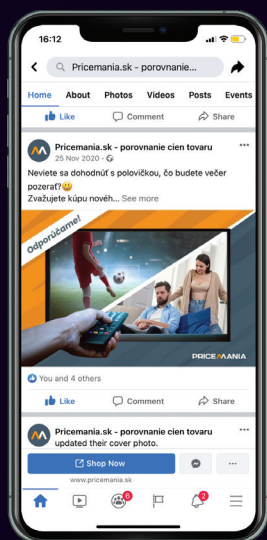 16:12
Pricemania.sk - porovnanie...
Home About Photos Videos Posts Events
Like Comment Share
Pricemania.sk - porovnanie cien tovaru
25 Nov 2020 ·
Neviete sa dohodnúť s polovičkou, čo budete večer
pozerať?😀
Zvažujete kúpu novéh... See more
Odporúčame!
PRICEMANIA
You and 4 others
Like Comment Share
Pricemania.sk - porovnanie cien tovaru
updated their cover photo.
Shop Now
www.pricemania.sk
6
2